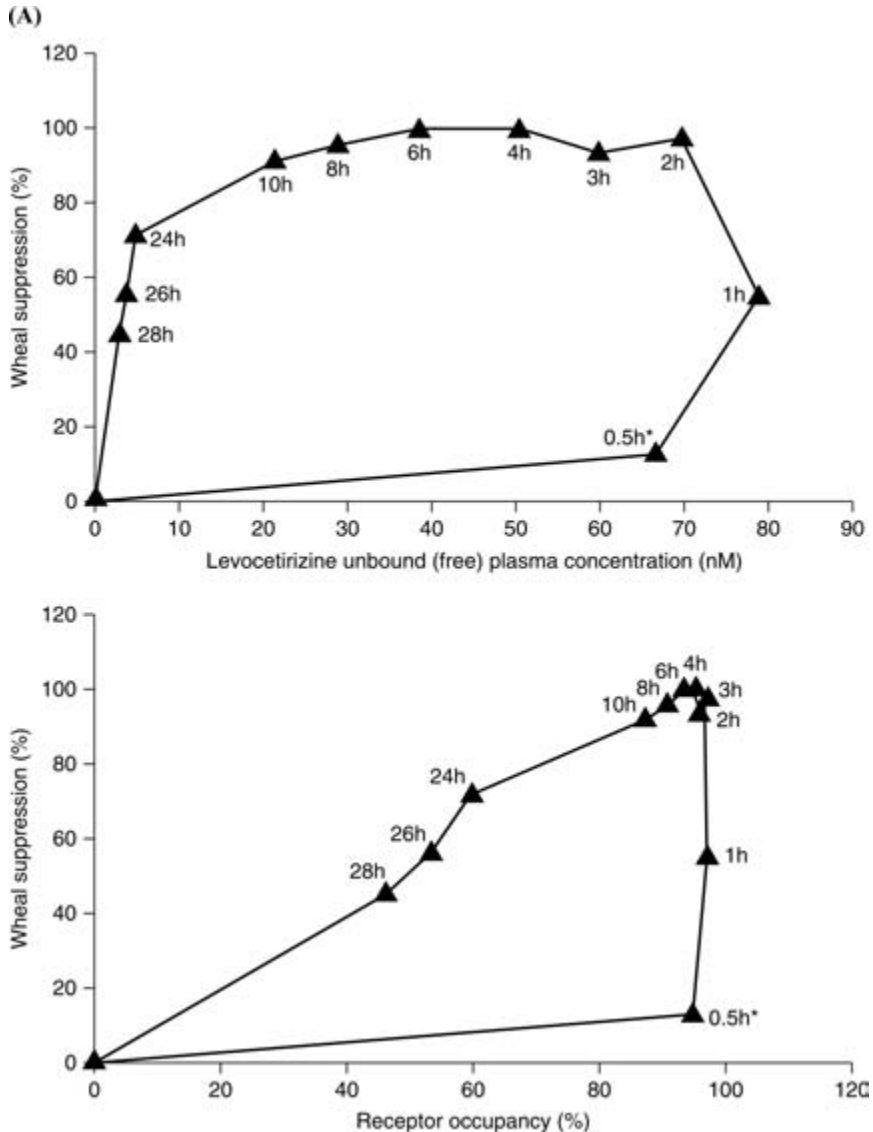 (A)
120
100
80
60
40
20
0
Wheal suppression (%)
10h
8h
6h
4h
3h
2h
24h
26h
28h
1h
0.5h*
0 10 20 30 40 50 60 70 80 90
Levocetirizine unbound (free) plasma concentration (nM)
120
100
80
60
40
20
0
Wheal suppression (%)
6h
4h
8h
3h
10h
2h
24h
26h
28h
1h
0.5h*
0 20 40 60 80 100 120
Receptor occupancy (%)